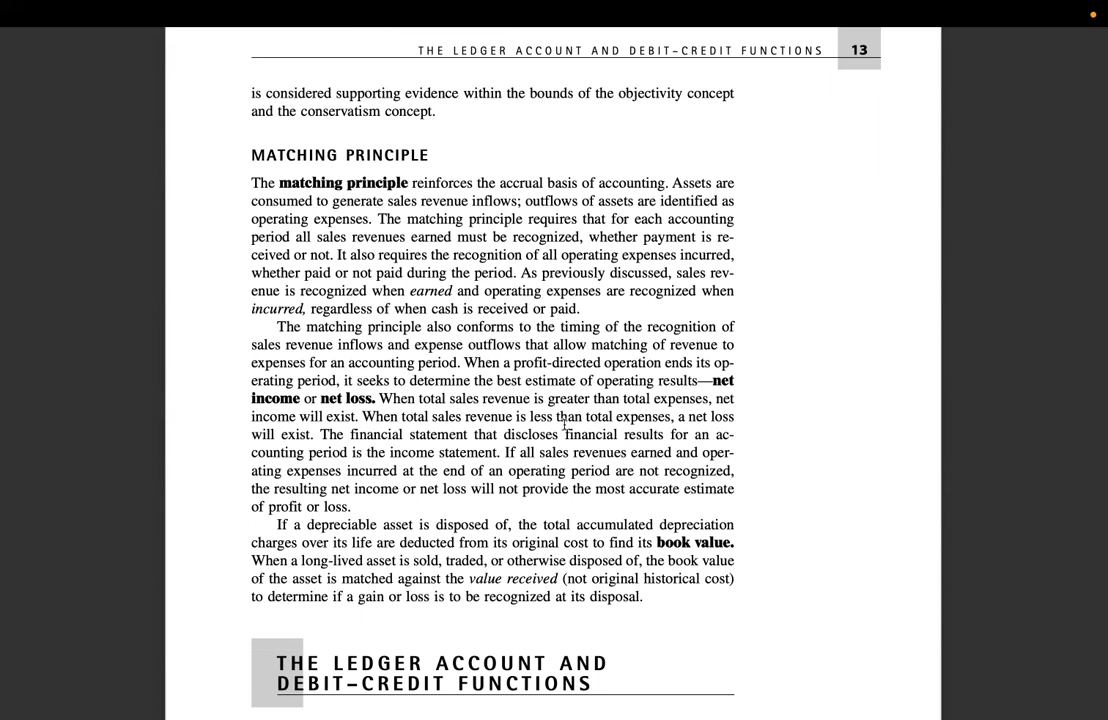 THE LEDGER ACCOUNT AND DEBIT–CREDIT FUNCTIONS 13
is considered supporting evidence within the bounds of the objectivity concept
and the conservatism concept.
MATCHING PRINCIPLE
The matching principle reinforces the accrual basis of accounting. Assets are
consumed to generate sales revenue inflows; outflows of assets are identified as
operating expenses. The matching principle requires that for each accounting
period all sales revenues earned must be recognized, whether payment is re-
ceived or not. It also requires the recognition of all operating expenses incurred,
whether paid or not paid during the period. As previously discussed, sales rev-
enue is recognized when earned and operating expenses are recognized when
incurred, regardless of when cash is received or paid.
The matching principle also conforms to the timing of the recognition of
sales revenue inflows and expense outflows that allow matching of revenue to
expenses for an accounting period. When a profit-directed operation ends its op-
erating period, it seeks to determine the best estimate of operating results—net
income or net loss. When total sales revenue is greater than total expenses, net
income will exist. When total sales revenue is less than total expenses, a net loss
will exist. The financial statement that discloses financial results for an ac-
counting period is the income statement. If all sales revenues earned and oper-
ating expenses incurred at the end of an operating period are not recognized,
the resulting net income or net loss will not provide the most accurate estimate
of profit or loss.
If a depreciable asset is disposed of, the total accumulated depreciation
charges over its life are deducted from its original cost to find its book value.
When a long-lived asset is sold, traded, or otherwise disposed of, the book value
of the asset is matched against the value received (not original historical cost)
to determine if a gain or loss is to be recognized at its disposal.
THE LEDGER ACCOUNT AND
DEBIT–CREDIT FUNCTIONS